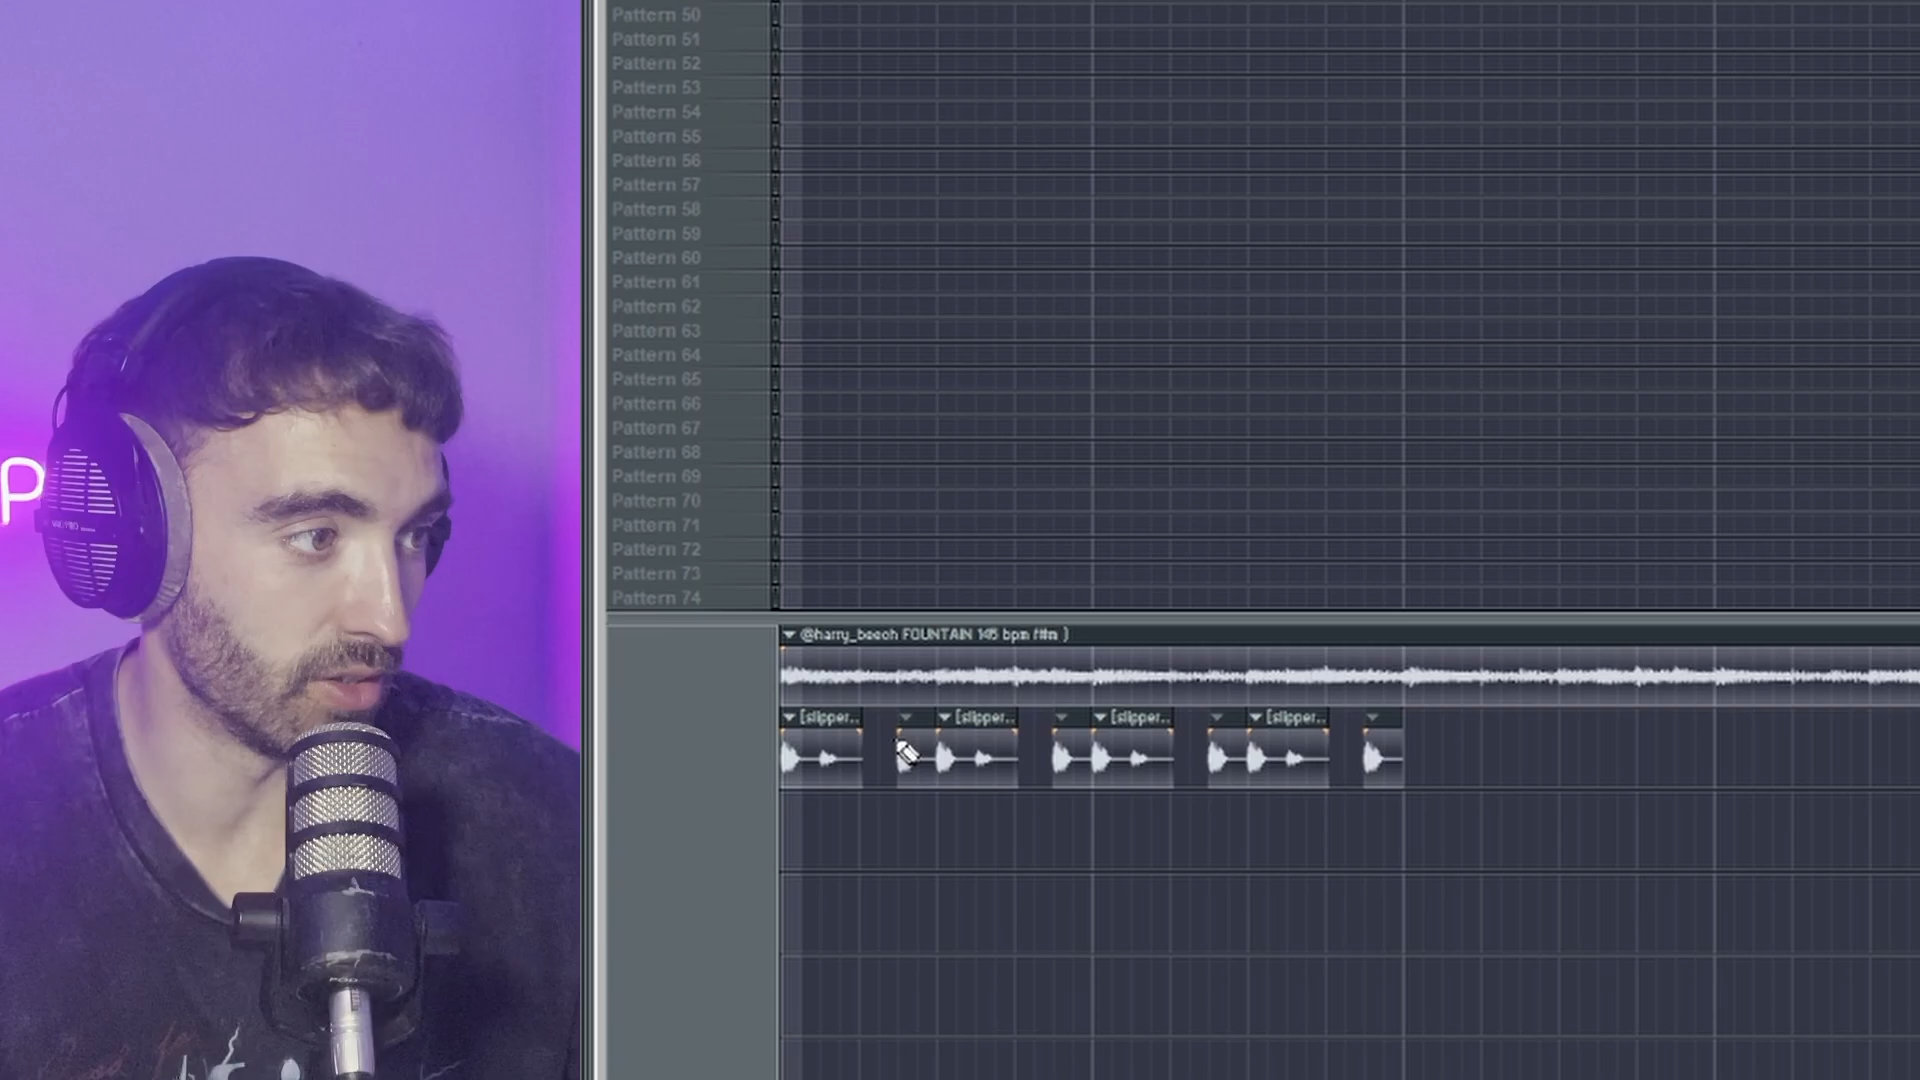 P
Pattern 50
Pattern 51
Pattern 52
Pattern 53
Pattern 54
Pattern 55
Pattern 56
Pattern 57
Pattern 58
Pattern 59
Pattern 60
Pattern 61
Pattern 62
Pattern 63
Pattern 64
Pattern 65
Pattern 66
Pattern 67
Pattern 68
Pattern 69
Pattern 70
Pattern 71
Pattern 72
Pattern 73
Pattern 74
@harry_beech FOUNTAIN 145 bpm f#m )
[slipper.. [slipper.. [slipper.. [slipper..